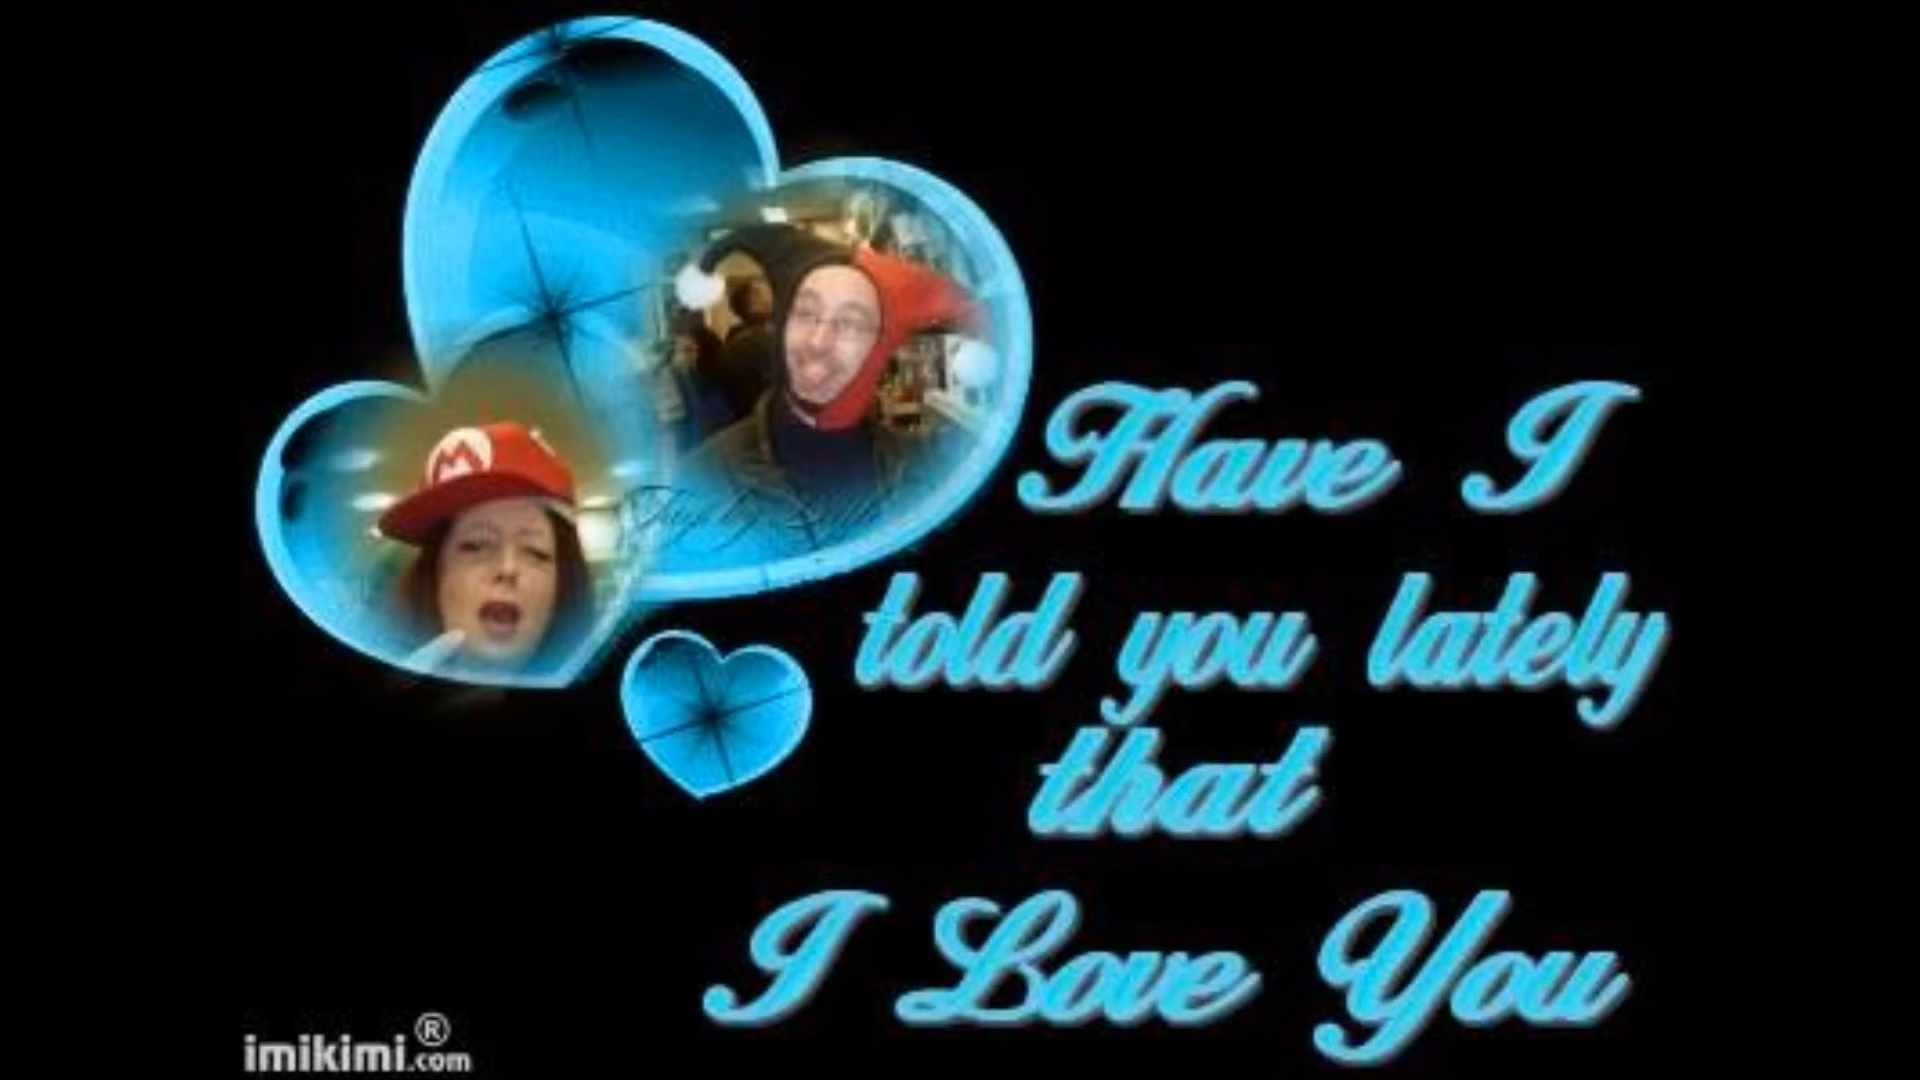 M
Have I
told you lately
that
I Love You
imikimi.com®